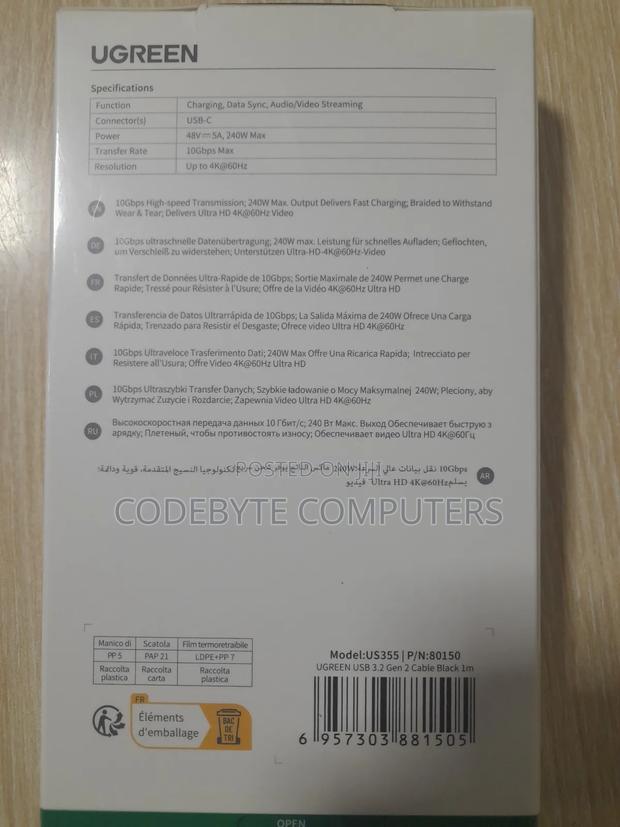 UGREEN
Specifications
Function Charging, Data Sync, Audio/Video Streaming
Connector(s) USB-C
Power 48V⎓5A, 240W Max
Transfer Rate 10Gbps Max
Resolution Up to 4K@60Hz
10Gbps High-speed Transmission; 240W Max. Output Delivers Fast Charging; Braided to Withstand
Wear & Tear; Delivers Ultra HD 4K@60Hz Video
DE 10Gbps ultraschnelle Datenübertragung; 240W max. Leistung für schnelles Aufladen; Geflochten,
um Verschleiß zu widerstehen; Unterstützen Ultra-HD-4K@60Hz-Video
FR Transfert de Données Ultra-Rapide de 10Gbps; Sortie Maximale de 240W Permet une Charge
Rapide; Tressé pour Résister à l'Usure; Offre de la Vidéo 4K@60Hz Ultra HD
ES Transferencia de Datos Ultrarrápida de 10Gbps; La Salida Máxima de 240W Ofrece Una Carga
Rápida; Trenzado para Resistir el Desgaste; Ofrece video Ultra HD 4K@60Hz
IT 10Gbps Ultraveloce Trasferimento Dati; 240W Max Offre Una Ricarica Rapida; Intrecciato per
Resistere all'Usura; Offre Video 4K@60Hz Ultra HD
PL 10Gbps Ultraszybki Transfer Danych; Szybkie ładowanie o Mocy Maksymalnej 240W; Pleciony, aby
Wytrzymać Zużycie i Rozdarcie; Zapewnia Video Ultra HD 4K@60Hz
RU Высокоскоростная передача данных 10 Гбит/с; 240 Вт Макс. Выход Обеспечивает быструю з
арядку; Плетеный, чтобы противостоять износу; Обеспечивает видео Ultra HD 4K@60Гц
AR 10Gbps نقل بيانات عالي السرعة؛ 240W تكنولوجيا النسيج المتقدمة، قوية ودائمة؛
Ultra HD 4K@60Hz فيديو
POSTED ON JIJI
CODEBYTE COMPUTERS
Manico di Scatola Film termoretraibile
PP 5 PAP 21 LDPE+PP 7
Raccolta plastica Raccolta carta Raccolta plastica
FR
Éléments
d'emballage
BAC
DE
TRI
Model:US355 | P/N:80150
UGREEN USB 3.2 Gen 2 Cable Black 1m
6 957303 881505
OPEN